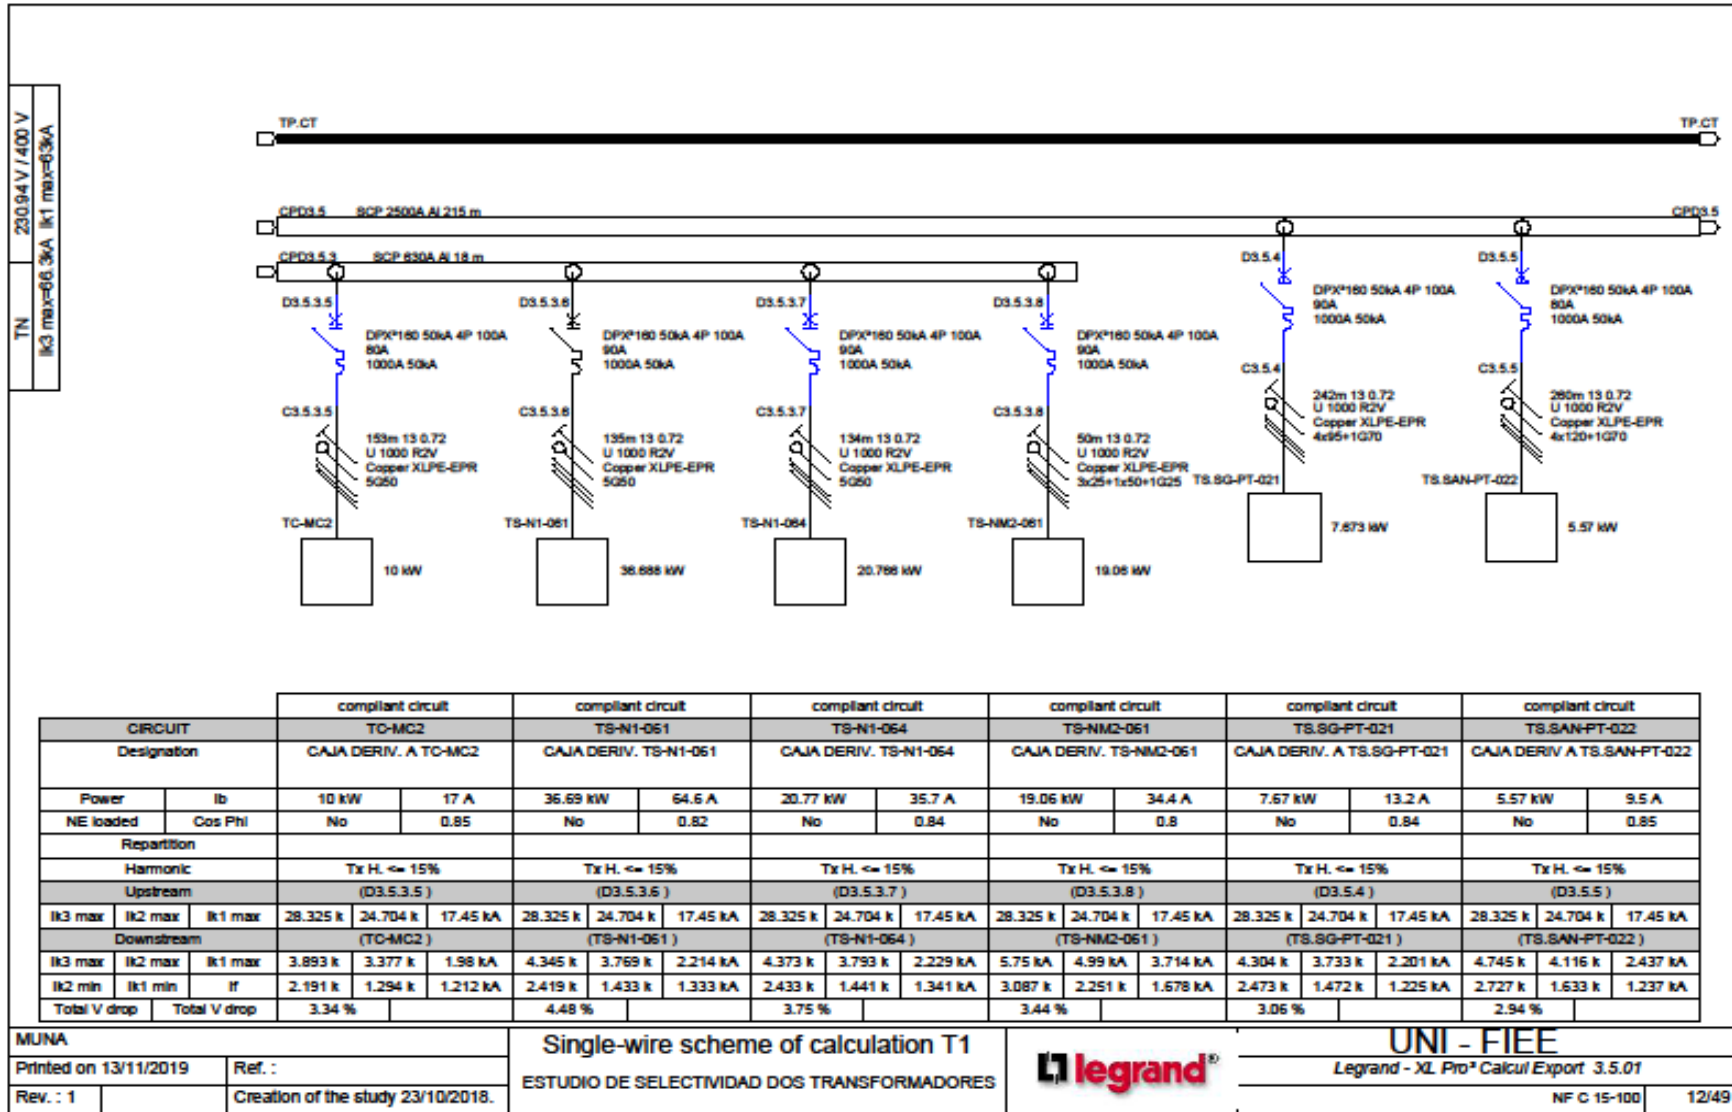 TN
230.94 V / 400 V
Ik3 max=66.3kA Ik1 max=63kA
TP.CT
TP.CT
CPD3.5 SCP 2500A Al 215 m
CPD3.5
CPD3.5.3 SCP 630A Al 18 m
D3.5.3.5
DPX³160 50kA 4P 100A
80A
1000A 50kA
C3.5.3.5
153m 13 0.72
U 1000 R2V
Copper XLPE-EPR
5G50
TC-MC2
10 kW
D3.5.3.6
DPX³160 50kA 4P 100A
90A
1000A 50kA
C3.5.3.6
135m 13 0.72
U 1000 R2V
Copper XLPE-EPR
5G50
TS-N1-061
36.688 kW
D3.5.3.7
DPX³160 50kA 4P 100A
90A
1000A 50kA
C3.5.3.7
134m 13 0.72
U 1000 R2V
Copper XLPE-EPR
5G50
TS-N1-064
20.766 kW
D3.5.3.8
DPX³160 50kA 4P 100A
90A
1000A 50kA
C3.5.3.8
50m 13 0.72
U 1000 R2V
Copper XLPE-EPR
3x25+1x50+1G25
TS-NM2-061
19.06 kW
D3.5.4
DPX³160 50kA 4P 100A
90A
1000A 50kA
C3.5.4
242m 13 0.72
U 1000 R2V
Copper XLPE-EPR
4x95+1G70
TS.SG-PT-021
7.673 kW
D3.5.5
DPX³160 50kA 4P 100A
80A
1000A 50kA
C3.5.5
260m 13 0.72
U 1000 R2V
Copper XLPE-EPR
4x120+1G70
TS.SAN-PT-022
5.57 kW
compliant circuit compliant circuit compliant circuit compliant circuit compliant circuit compliant circuit
CIRCUIT TC-MC2 TS-N1-061 TS-N1-064 TS-NM2-061 TS.SG-PT-021 TS.SAN-PT-022
Designation CAJA DERIV. A TC-MC2 CAJA DERIV. TS-N1-061 CAJA DERIV. TS-N1-064 CAJA DERIV. TS-NM2-061 CAJA DERIV. A TS.SG-PT-021 CAJA DERIV A TS.SAN-PT-022
Power Ib 10 kW 17 A 36.69 kW 64.6 A 20.77 kW 35.7 A 19.06 kW 34.4 A 7.67 kW 13.2 A 5.57 kW 9.5 A
NE loaded Cos Phi No 0.85 No 0.82 No 0.84 No 0.8 No 0.84 No 0.85
Repartition
Harmonic Tx H. <= 15% Tx H. <= 15% Tx H. <= 15% Tx H. <= 15% Tx H. <= 15% Tx H. <= 15%
Upstream (D3.5.3.5 ) (D3.5.3.6 ) (D3.5.3.7 ) (D3.5.3.8 ) (D3.5.4 ) (D3.5.5 )
Ik3 max Ik2 max Ik1 max 28.325 k 24.704 k 17.45 kA 28.325 k 24.704 k 17.45 kA 28.325 k 24.704 k 17.45 kA 28.325 k 24.704 k 17.45 kA 28.325 k 24.704 k 17.45 kA 28.325 k 24.704 k 17.45 kA
Downstream (TC-MC2 ) (TS-N1-061 ) (TS-N1-064 ) (TS-NM2-061 ) (TS.SG-PT-021 ) (TS.SAN-PT-022 )
Ik3 max Ik2 max Ik1 max 3.893 k 3.377 k 1.98 kA 4.345 k 3.769 k 2.214 kA 4.373 k 3.793 k 2.229 kA 5.75 kA 4.99 kA 3.714 kA 4.304 k 3.733 k 2.201 kA 4.745 k 4.116 k 2.437 kA
Ik2 min Ik1 min If 2.191 k 1.294 k 1.212 kA 2.419 k 1.433 k 1.333 kA 2.433 k 1.441 k 1.341 kA 3.087 k 2.251 k 1.678 kA 2.473 k 1.472 k 1.225 kA 2.727 k 1.633 k 1.237 kA
Total V drop Total V drop 3.34 % 4.48 % 3.75 % 3.44 % 3.06 % 2.94 %
MUNA
Printed on 13/11/2019 Ref. :
Rev. : 1 Creation of the study 23/10/2018.
Single-wire scheme of calculation T1
ESTUDIO DE SELECTIVIDAD DOS TRANSFORMADORES
legrand®
UNI - FIEE
Legrand - XL Pro³ Calcul Export 3.5.01
NF C 15-100 12/49